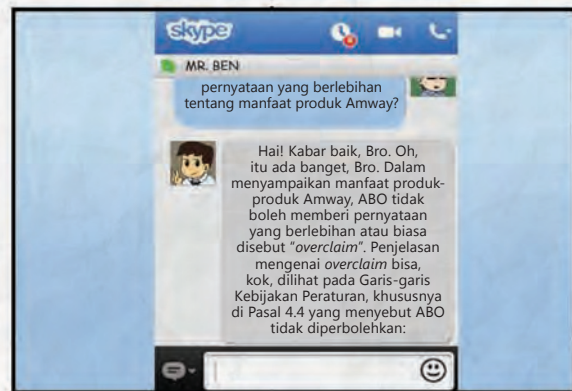 skype
MR. BEN
pernyataan yang berlebihan
tentang manfaat produk Amway?
Hai! Kabar baik, Bro. Oh,
itu ada banget, Bro. Dalam
menyampaikan manfaat produk-
produk Amway, ABO tidak
boleh memberi pernyataan
yang berlebihan atau biasa
disebut "overclaim". Penjelasan
mengenai overclaim bisa,
kok, dilihat pada Garis-garis
Kebijakan Peraturan, khususnya
di Pasal 4.4 yang menyebut ABO
tidak diperbolehkan: